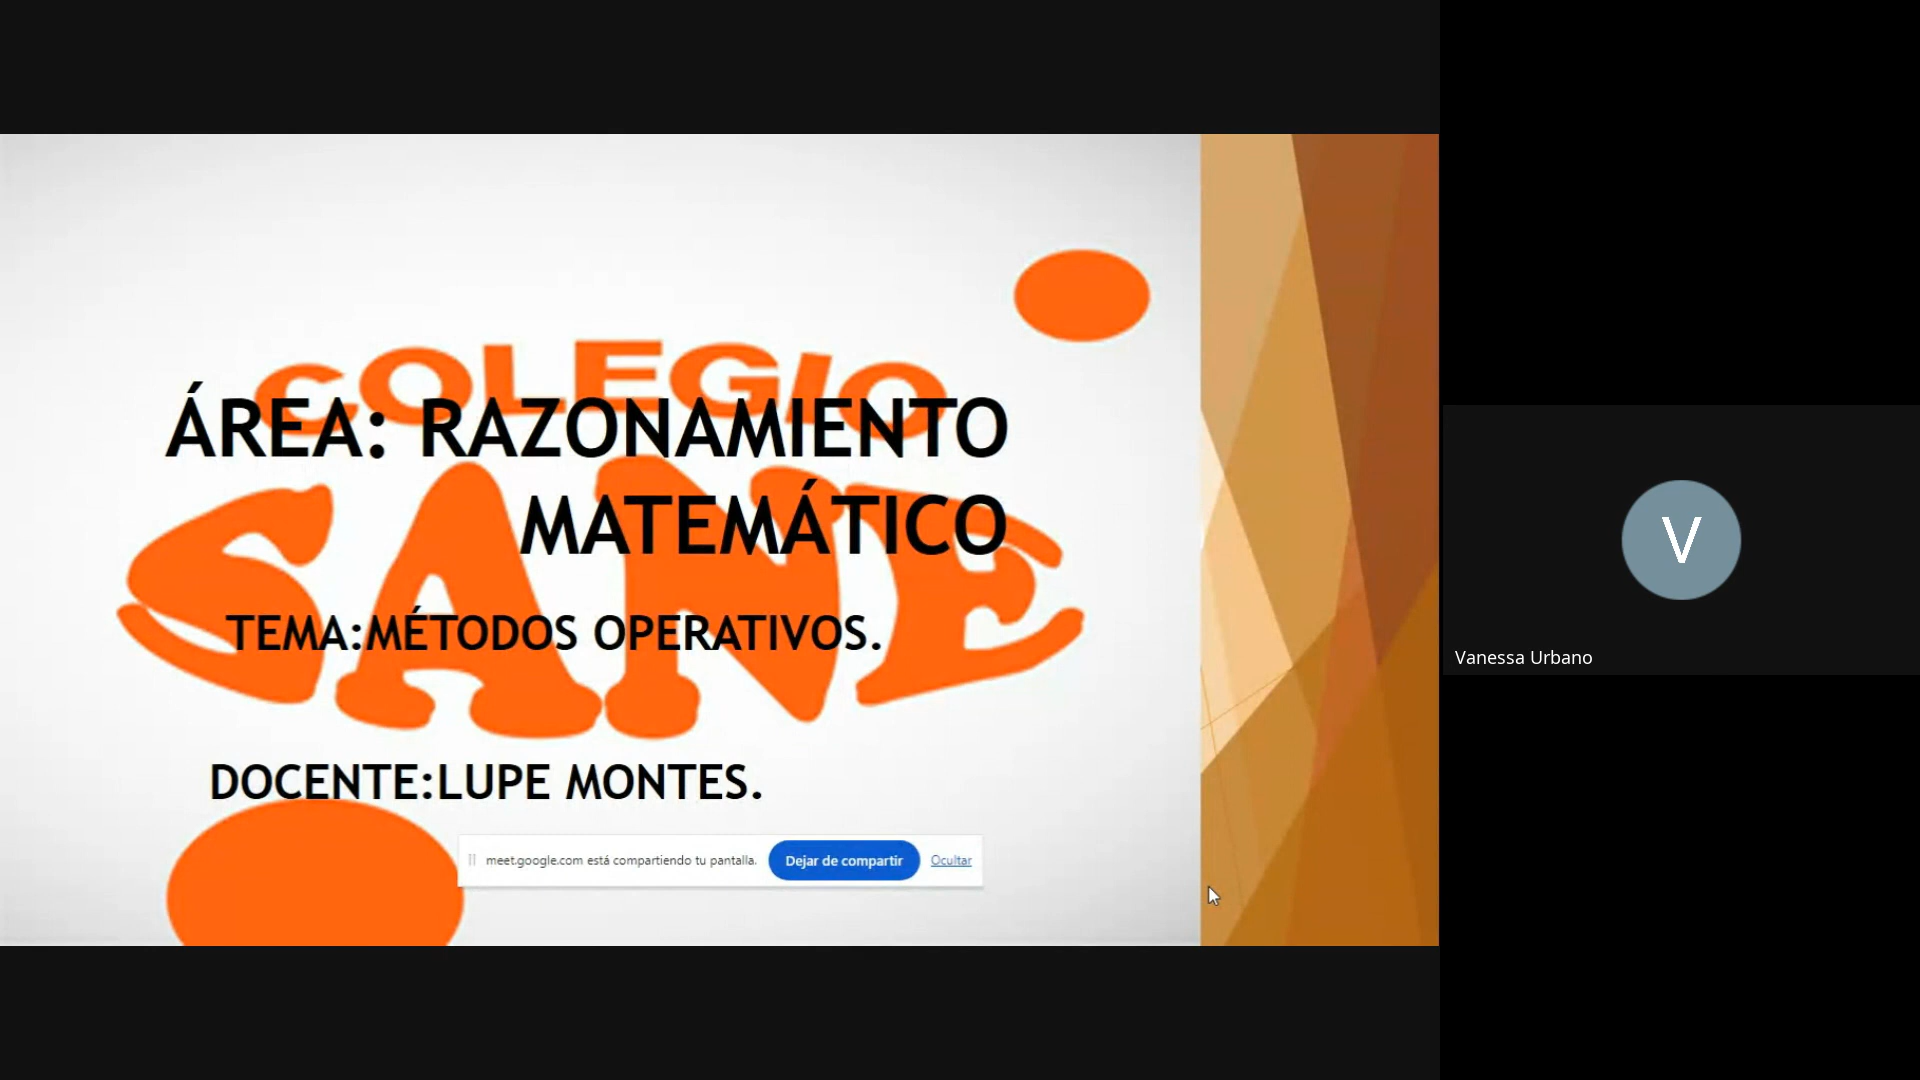 COLEGIO
SANE
ÁREA: RAZONAMIENTO
MATEMÁTICO
TEMA:MÉTODOS OPERATIVOS.
DOCENTE:LUPE MONTES.
meet.google.com está compartiendo tu pantalla. Dejar de compartir Ocultar
V
Vanessa Urbano